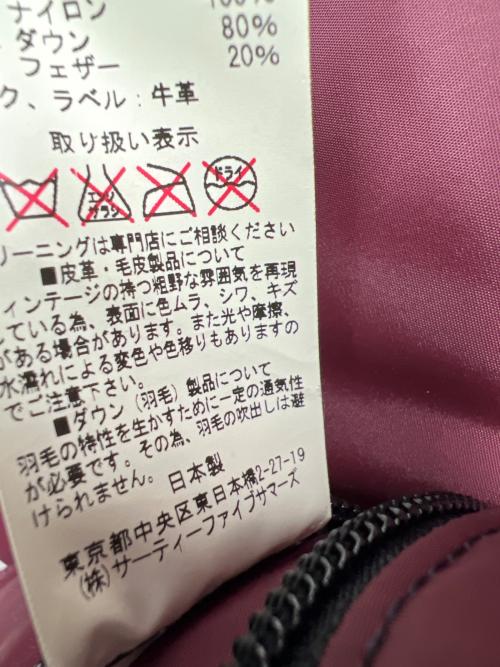 ナイロン 100%
ダウン 80%
フェザー 20%
ク、ラベル：牛革
取り扱い表示
エンソ サラシ ドライ
リーニングは専門店にご相談ください
■皮革・毛皮製品について
ィンテージの持つ粗野な雰囲気を再現
している為、表面に色ムラ、シワ、キズ
がある場合があります。また光や摩擦、
水濡れによる変色や色移りもありますの
でご注意下さい。
■ダウン（羽毛）製品について
羽毛の特性を生かすために一定の通気性
が必要です。その為、羽毛の吹出しは避
けられません。 日本製
東京都中央区東日本橋2-27-19
(株)サーティーファイブサマーズ